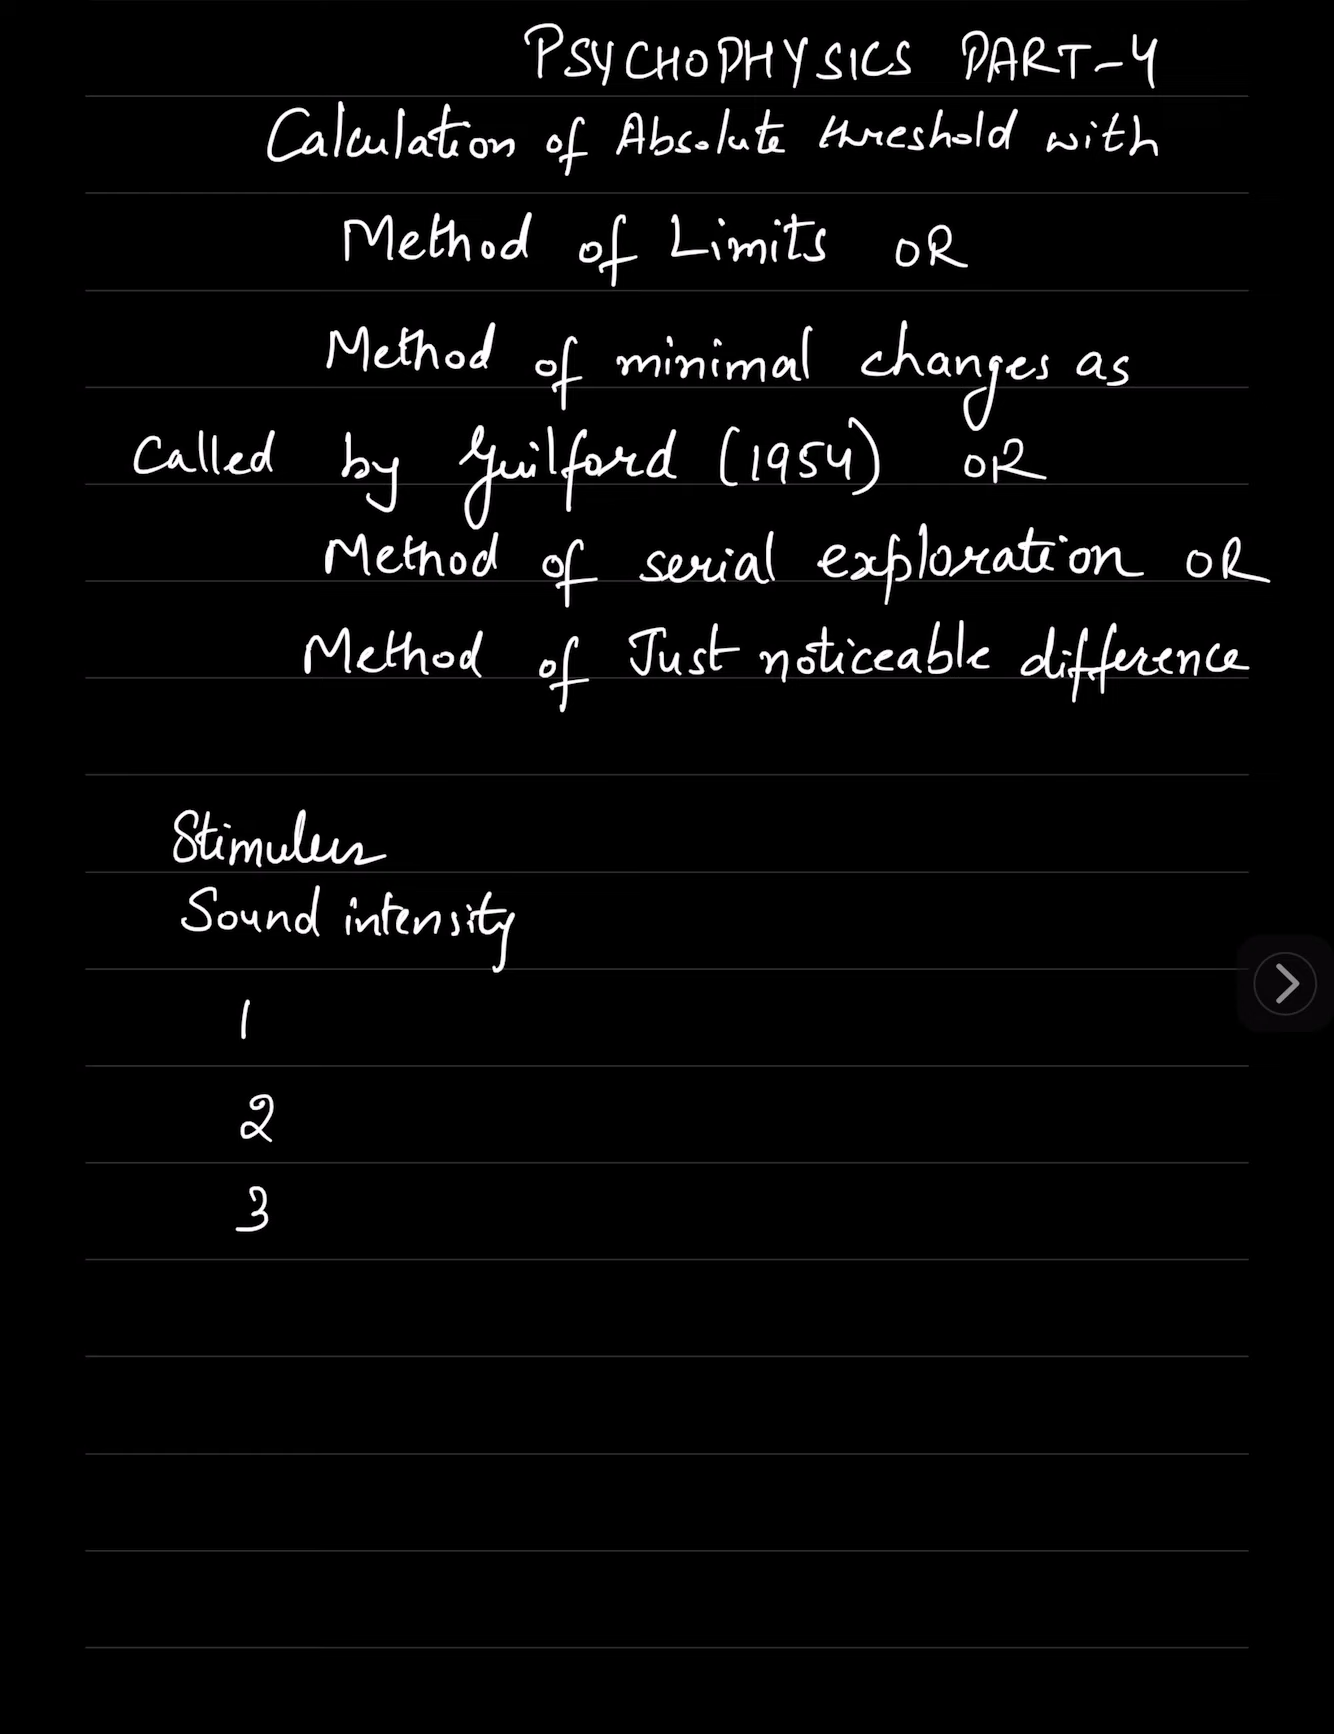 PSYCHOPHYSICS PART-4
Calculation of Absolute threshold with
Method of Limits OR
Method of minimal changes as
Called by Guilford (1954) OR
Method of serial exploration OR
Method of Just noticeable difference
Stimulus
Sound intensity
1
2
3